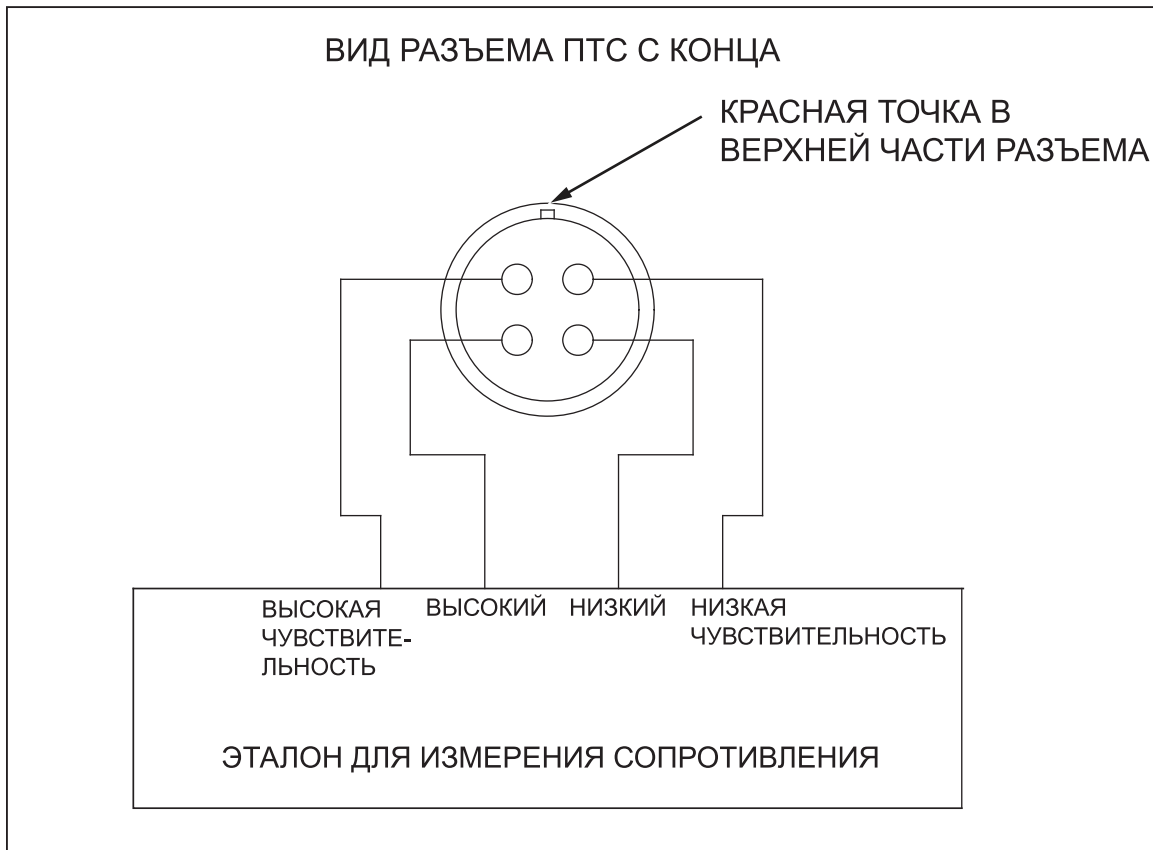 ВИД РАЗЪЕМА ПТС С КОНЦА
КРАСНАЯ ТОЧКА В
ВЕРХНЕЙ ЧАСТИ РАЗЪЕМА
ВЫСОКАЯ
ЧУВСТВИТЕ-
ЛЬНОСТЬ
ВЫСОКИЙ
НИЗКИЙ
НИЗКАЯ
ЧУВСТВИТЕЛЬНОСТЬ
ЭТАЛОН ДЛЯ ИЗМЕРЕНИЯ СОПРОТИВЛЕНИЯ